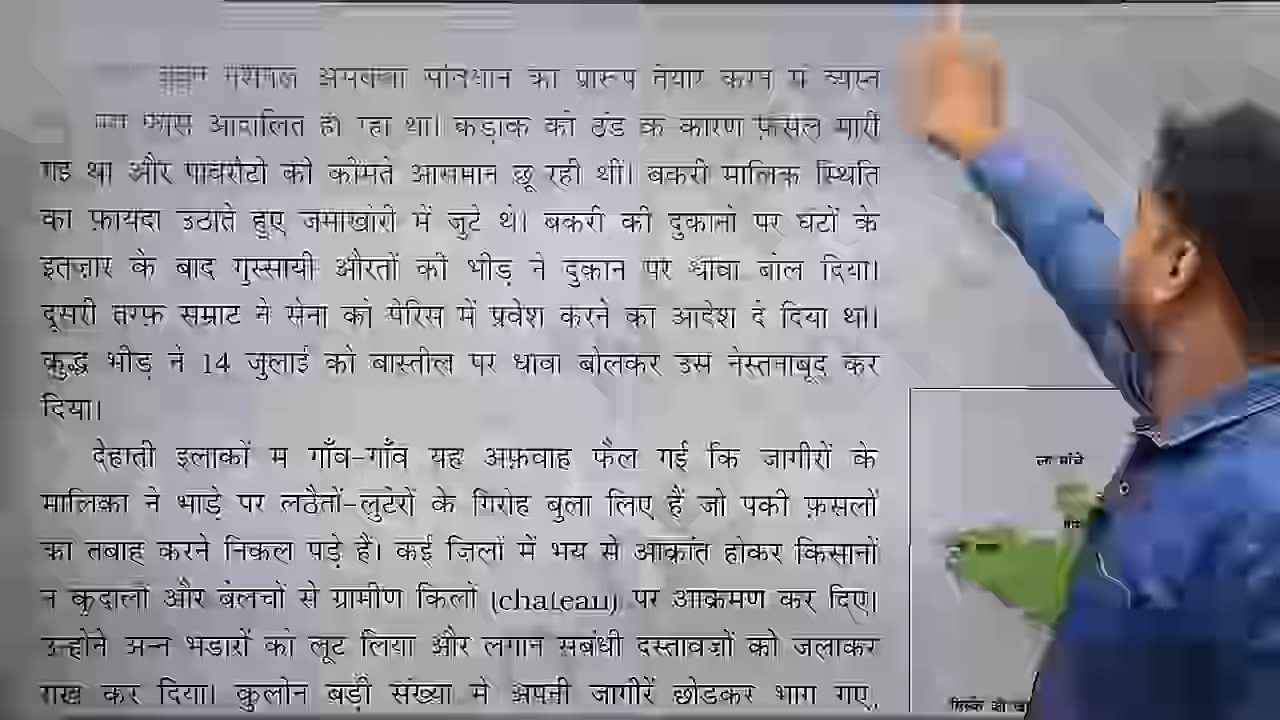 नेशनल असेंबली संविधान का प्रारूप तैयार करने में व्यस्त
फ्रांस आंदोलित हो रहा था। कड़ाके की ठंड के कारण फ़सल मारी
गई थी और पावरोटी की कीमतें आसमान छू रही थीं। बेकरी मालिक स्थिति
का फ़ायदा उठाते हुए जमाखोरी में जुटे थे। बेकरी की दुकानों पर घंटों के
इंतज़ार के बाद गुस्सायी औरतों की भीड़ ने दुकान पर धावा बोल दिया।
दूसरी तरफ़ सम्राट ने सेना को पेरिस में प्रवेश करने का आदेश दे दिया था।
क्रुद्ध भीड़ ने 14 जुलाई को बास्तील पर धावा बोलकर उसे नेस्तनाबूद कर
दिया।
देहाती इलाकों में गाँव-गाँव यह अफ़वाह फैल गई कि जागीरों के
मालिकों ने भाड़े पर लठैतों-लुटेरों के गिरोह बुला लिए हैं जो पकी फ़सलों
को तबाह करने निकल पड़े हैं। कई ज़िलों में भय से आक्रांत होकर किसानों
ने कुदालों और बेलचों से ग्रामीण किलों (chateau) पर आक्रमण कर दिए।
उन्होंने अन्न भंडारों को लूट लिया और लगान संबंधी दस्तावेज़ों को जलाकर
राख कर दिया। कुलीन बड़ी संख्या में अपनी जागीरें छोड़कर भाग गए,
ला मांचे